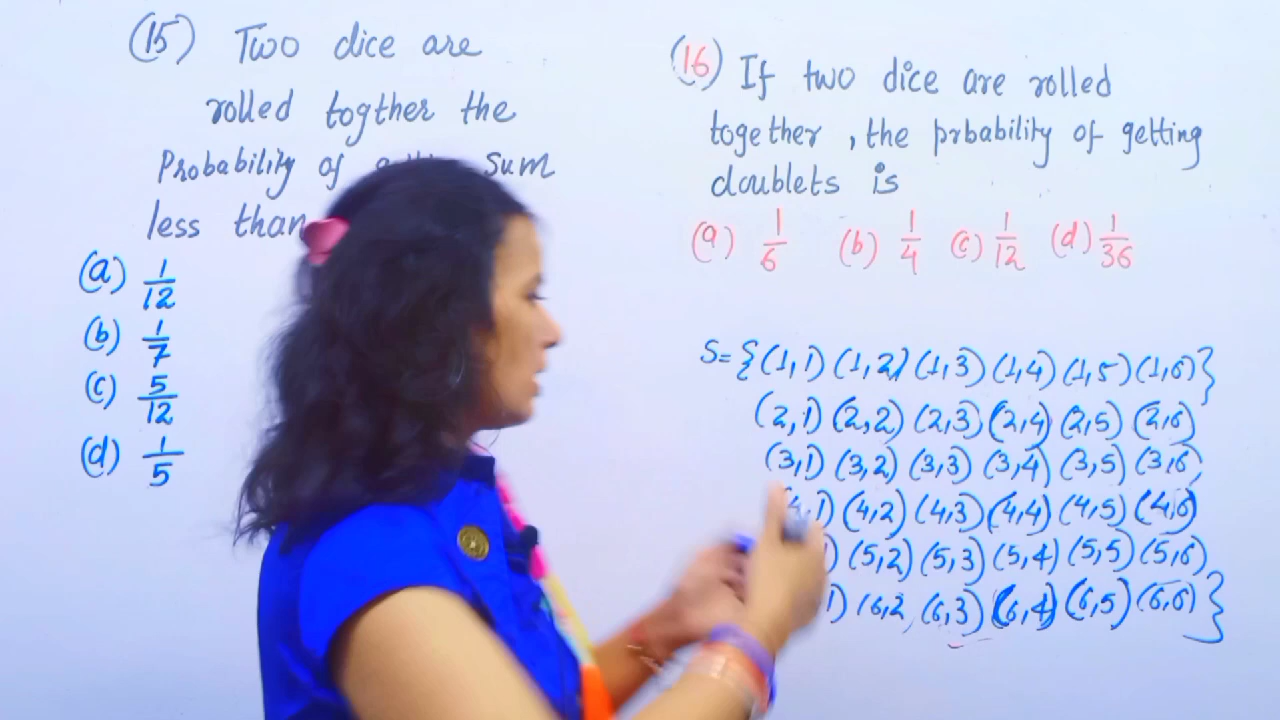 (15) Two dice are
rolled togther the
Probability of sum
less than
(a) 1/12
(b) 1/7
(c) 5/12
(d) 1/5
(16) If two dice are rolled
together , the prbability of getting
doublets is
(a) 1/6 (b) 1/4 (c) 1/12 (d) 1/36
S= {(1,1) (1,2) (1,3) (1,4) (1,5) (1,6)}
(2,1) (2,2) (2,3) (2,4) (2,5) (2,6)
(3,1) (3,2) (3,3) (3,4) (3,5) (3,6)
(4,1) (4,2) (4,3) (4,4) (4,5) (4,6)
(5,2) (5,3) (5,4) (5,5) (5,6)
1) (6,2 (6,3) (6,4) (6,5) (6,6) }